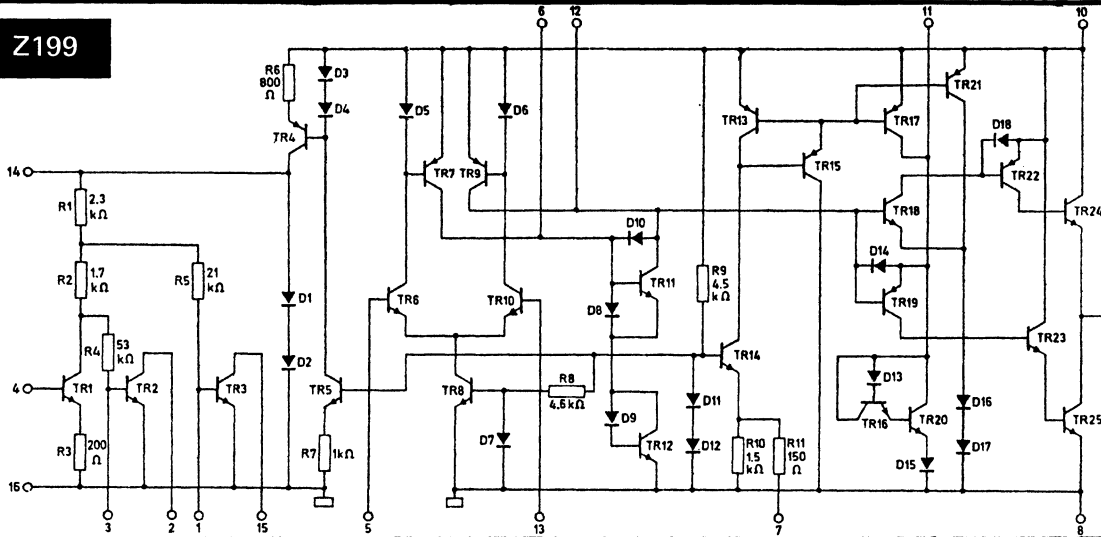 6 12 11 10
Z199
R6 800 Ω D3
D4
TR4
D5 D6
TR7 TR9
TR13 TR15 TR17 TR21
D18
TR22
14
R1 2.3 kΩ
R2 1.7 kΩ
R5 21 kΩ
D10
TR11
TR18
TR24
D14
TR19
R9 4.5 kΩ
D1
TR6 TR10
D8
R4 53 kΩ
D2
TR14
TR23
4
TR1 TR2 TR3
TR5 TR8
R8 4.6kΩ
D11
D13
TR16 TR20
D16
TR25
R3 200 Ω
R7 1kΩ
D7
D9
TR12
D12
R10 1.5 kΩ
R11 150 Ω
D15
D17
16
3 2 1 15 5 13 7 8